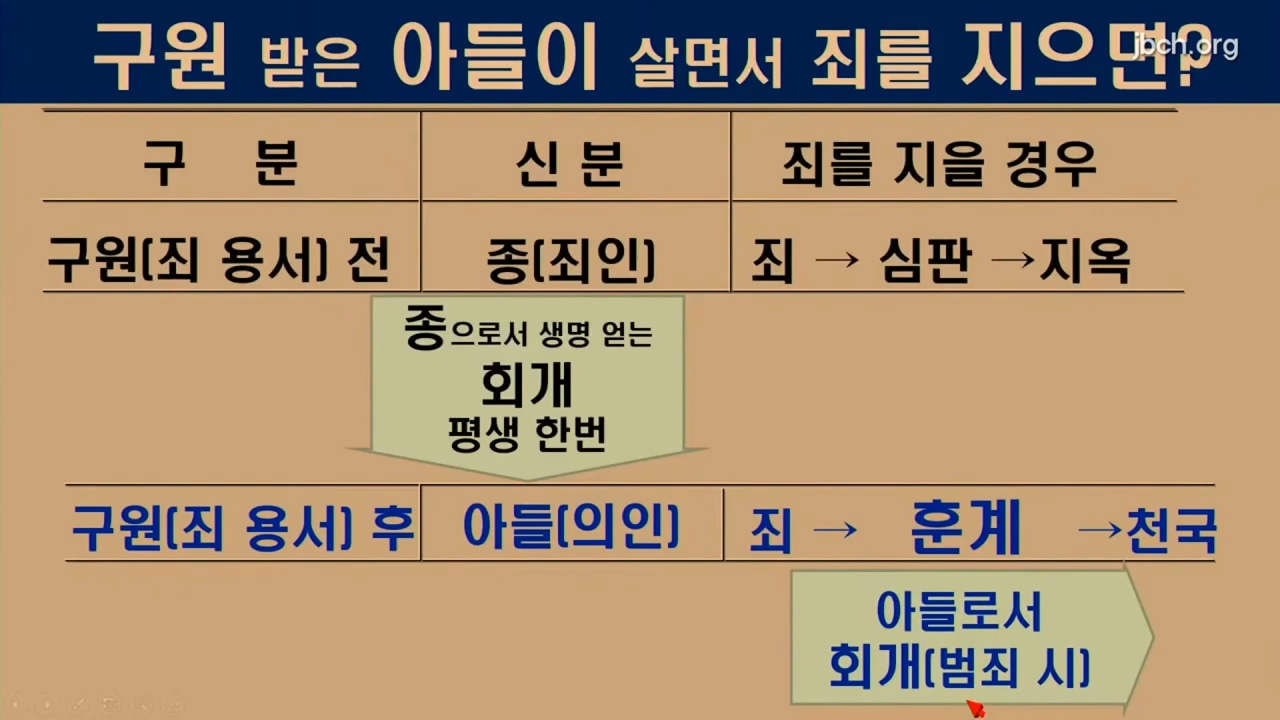 구원 받은 아들이 살면서 죄를 지으면?
jbch.org
구 분 신 분 죄를 지을 경우
구원(죄 용서) 전 종(죄인) 죄 → 심판 →지옥
종으로서 생명 얻는
회개
평생 한번
구원(죄 용서) 후 아들(의인) 죄 → 훈계 →천국
아들로서
회개(범죄 시)